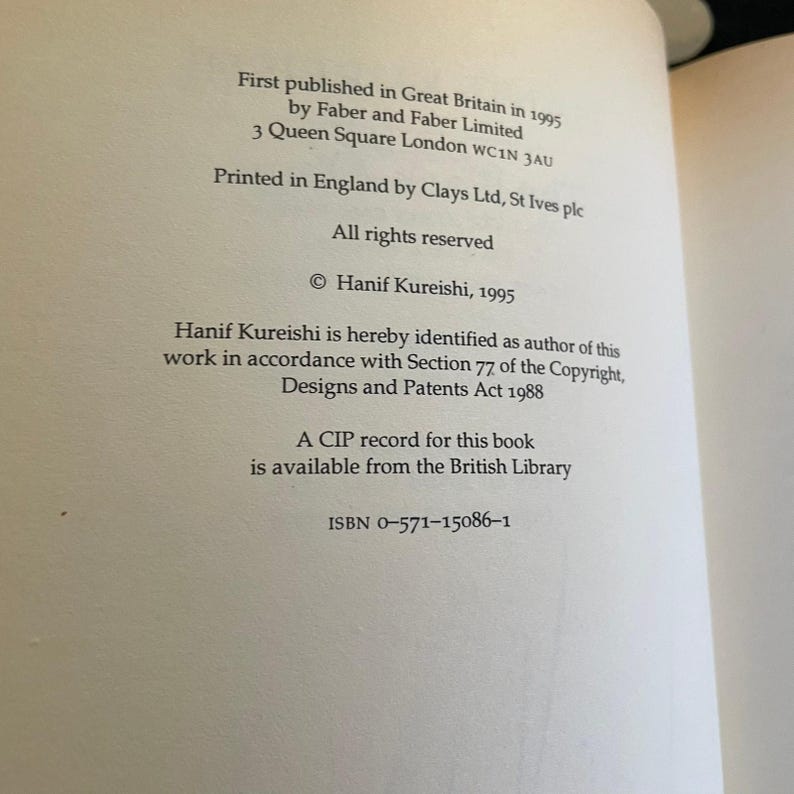 First published in Great Britain in 1995
by Faber and Faber Limited
3 Queen Square London WC1N 3AU
Printed in England by Clays Ltd, St Ives plc
All rights reserved
© Hanif Kureishi, 1995
Hanif Kureishi is hereby identified as author of this
work in accordance with Section 77 of the Copyright,
Designs and Patents Act 1988
A CIP record for this book
is available from the British Library
ISBN 0–571–15086–1